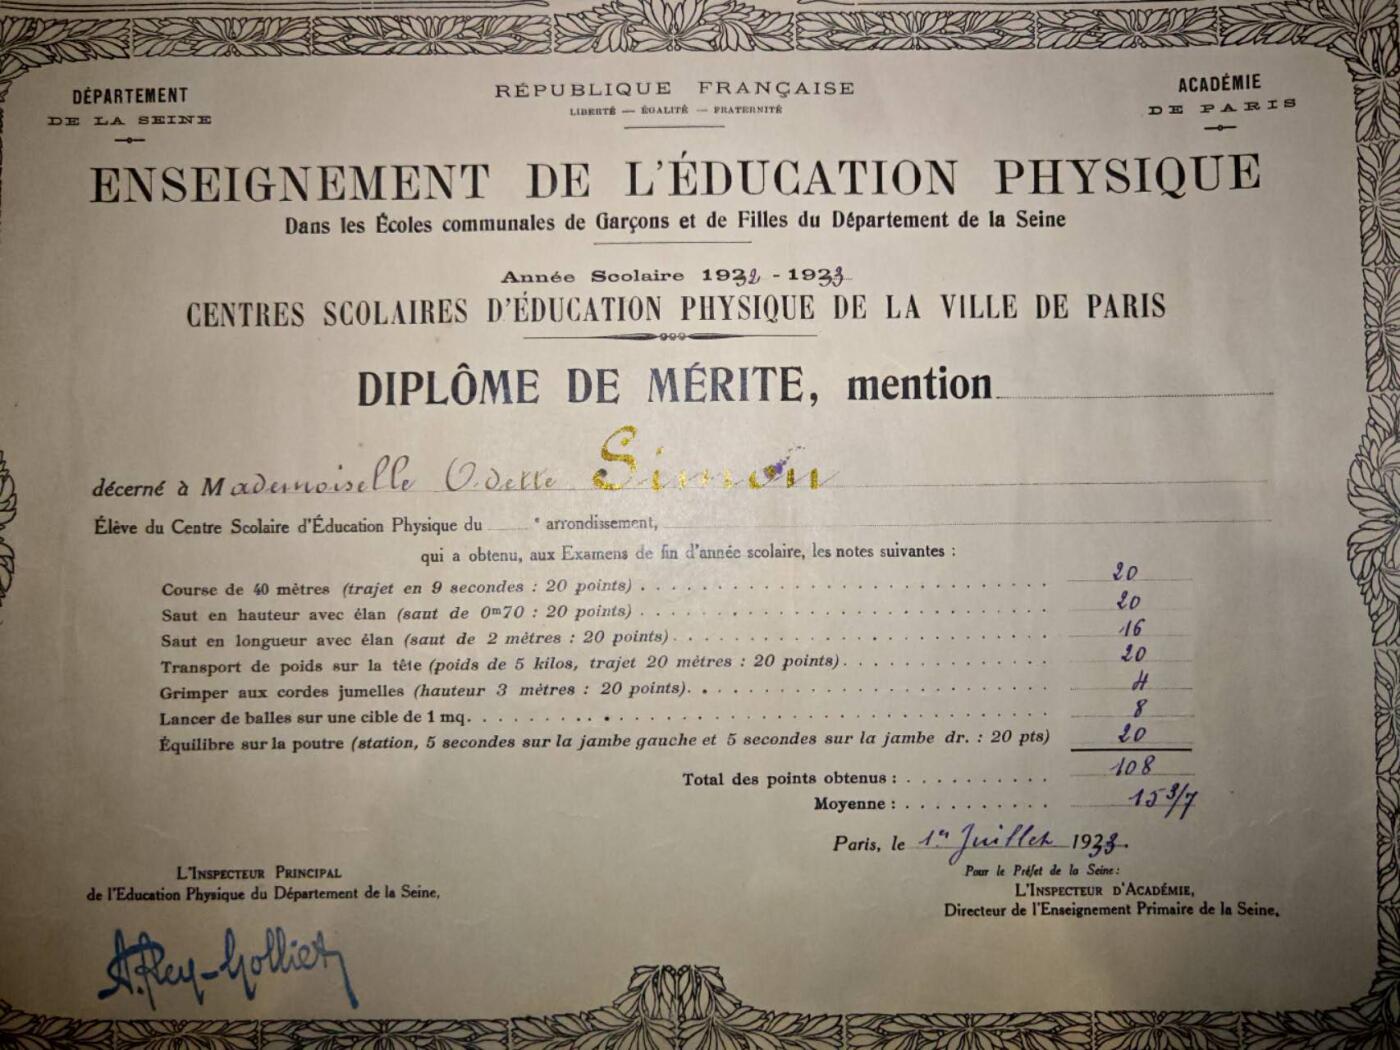 DÉPARTEMENT
DE LA SEINE
RÉPUBLIQUE FRANÇAISE
LIBERTÉ — ÉGALITÉ — FRATERNITÉ
ACADÉMIE
DE PARIS
ENSEIGNEMENT DE L'ÉDUCATION PHYSIQUE
Dans les Écoles communales de Garçons et de Filles du Département de la Seine
Année Scolaire 1932 - 1933
CENTRES SCOLAIRES D'ÉDUCATION PHYSIQUE DE LA VILLE DE PARIS
DIPLÔME DE MÉRITE, mention
décerné à Mademoiselle Odette Simon
Élève du Centre Scolaire d'Éducation Physique du e arrondissement,
qui a obtenu, aux Examens de fin d'année scolaire, les notes suivantes :
Course de 40 mètres (trajet en 9 secondes : 20 points) . . . . . 20
Saut en hauteur avec élan (saut de 0m70 : 20 points) . . . . . 20
Saut en longueur avec élan (saut de 2 mètres : 20 points) . . . . . 16
Transport de poids sur la tête (poids de 5 kilos, trajet 20 mètres : 20 points) . . . . . 20
Grimper aux cordes jumelles (hauteur 3 mètres : 20 points) . . . . . 4
Lancer de balles sur une cible de 1 mq. . . . . 8
Équilibre sur la poutre (station, 5 secondes sur la jambe gauche et 5 secondes sur la jambe dr. : 20 pts) 20
Total des points obtenus : . . . . . 108
Moyenne : . . . . . 15 3/7
Paris, le 1er Juillet 1933.
L'INSPECTEUR PRINCIPAL
de l'Education Physique du Département de la Seine,
Pour le Préfet de la Seine :
L'INSPECTEUR D'ACADÉMIE,
Directeur de l'Enseignement Primaire de la Seine,
A. Rey-Golliet